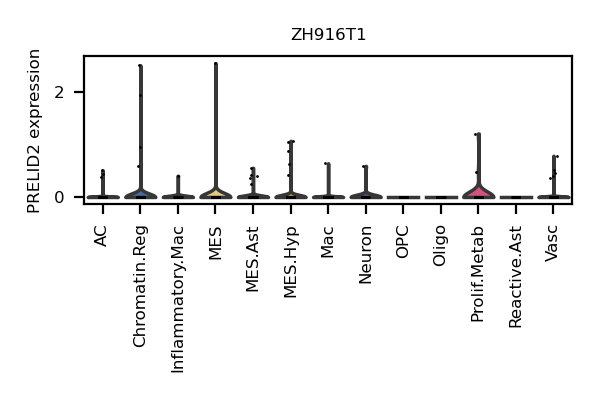 ZH916T1
PRELID2 expression
2
0
AC
Chromatin.Reg
Inflammatory.Mac
MES
MES.Ast
MES.Hyp
Mac
Neuron
OPC
Oligo
Prolif.Metab
Reactive.Ast
Vasc